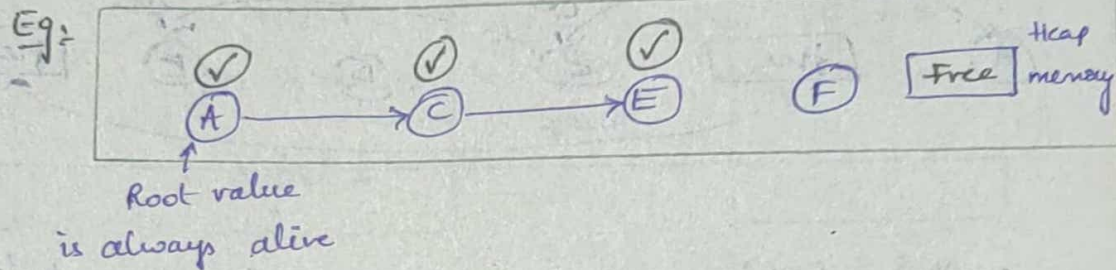 Eg:-
✓ ✓ ✓
A C E F Free Heap
memory
Root value
is always alive